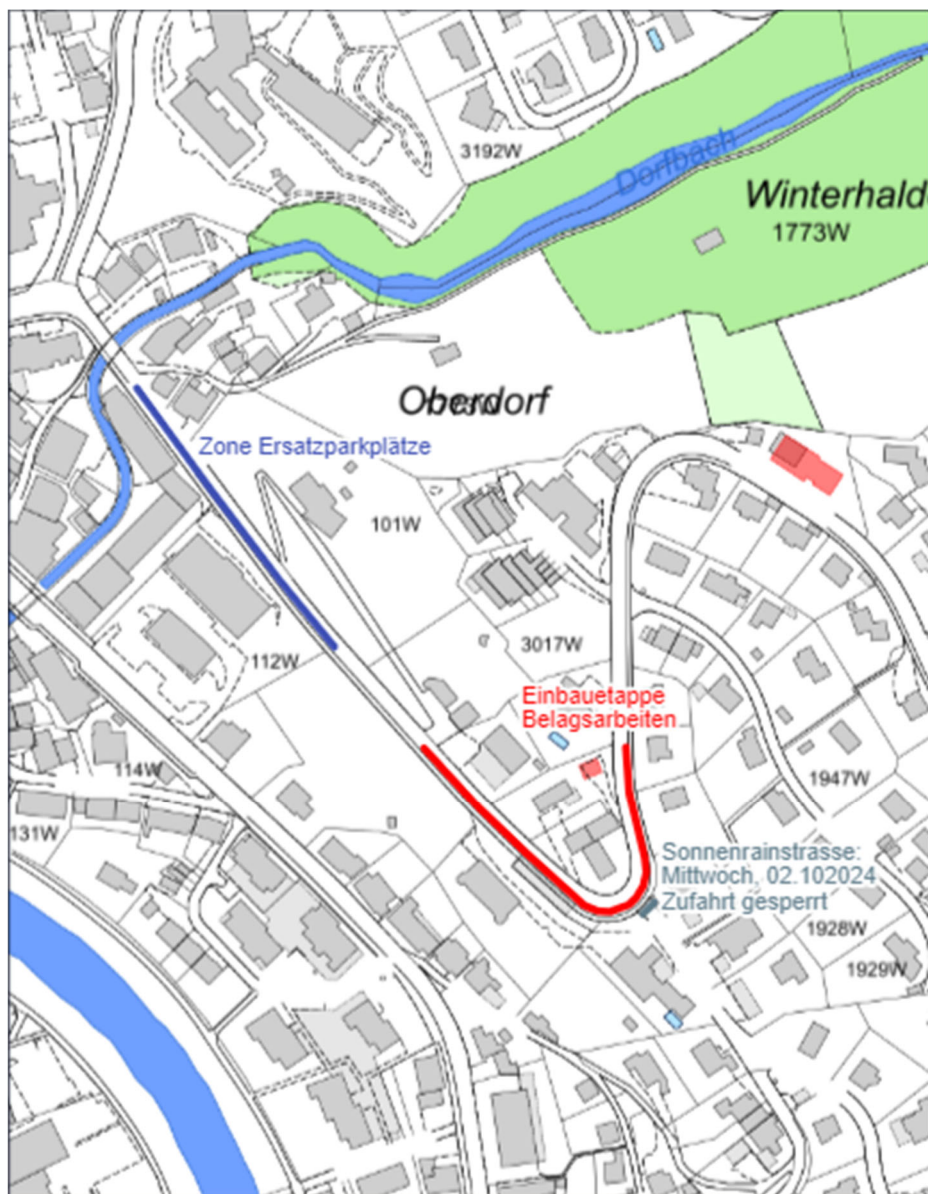 3192W
Dorfbach
Winterhald
1773W
Oberdorf
Zone Ersatzparkplätze
101W
3017W
112W
Einbauetappe
Belagsarbeiten
114W
1947W
131W
Sonnenrainstrasse:
Mittwoch, 02.102024
Zufahrt gesperrt
1928W
1929W